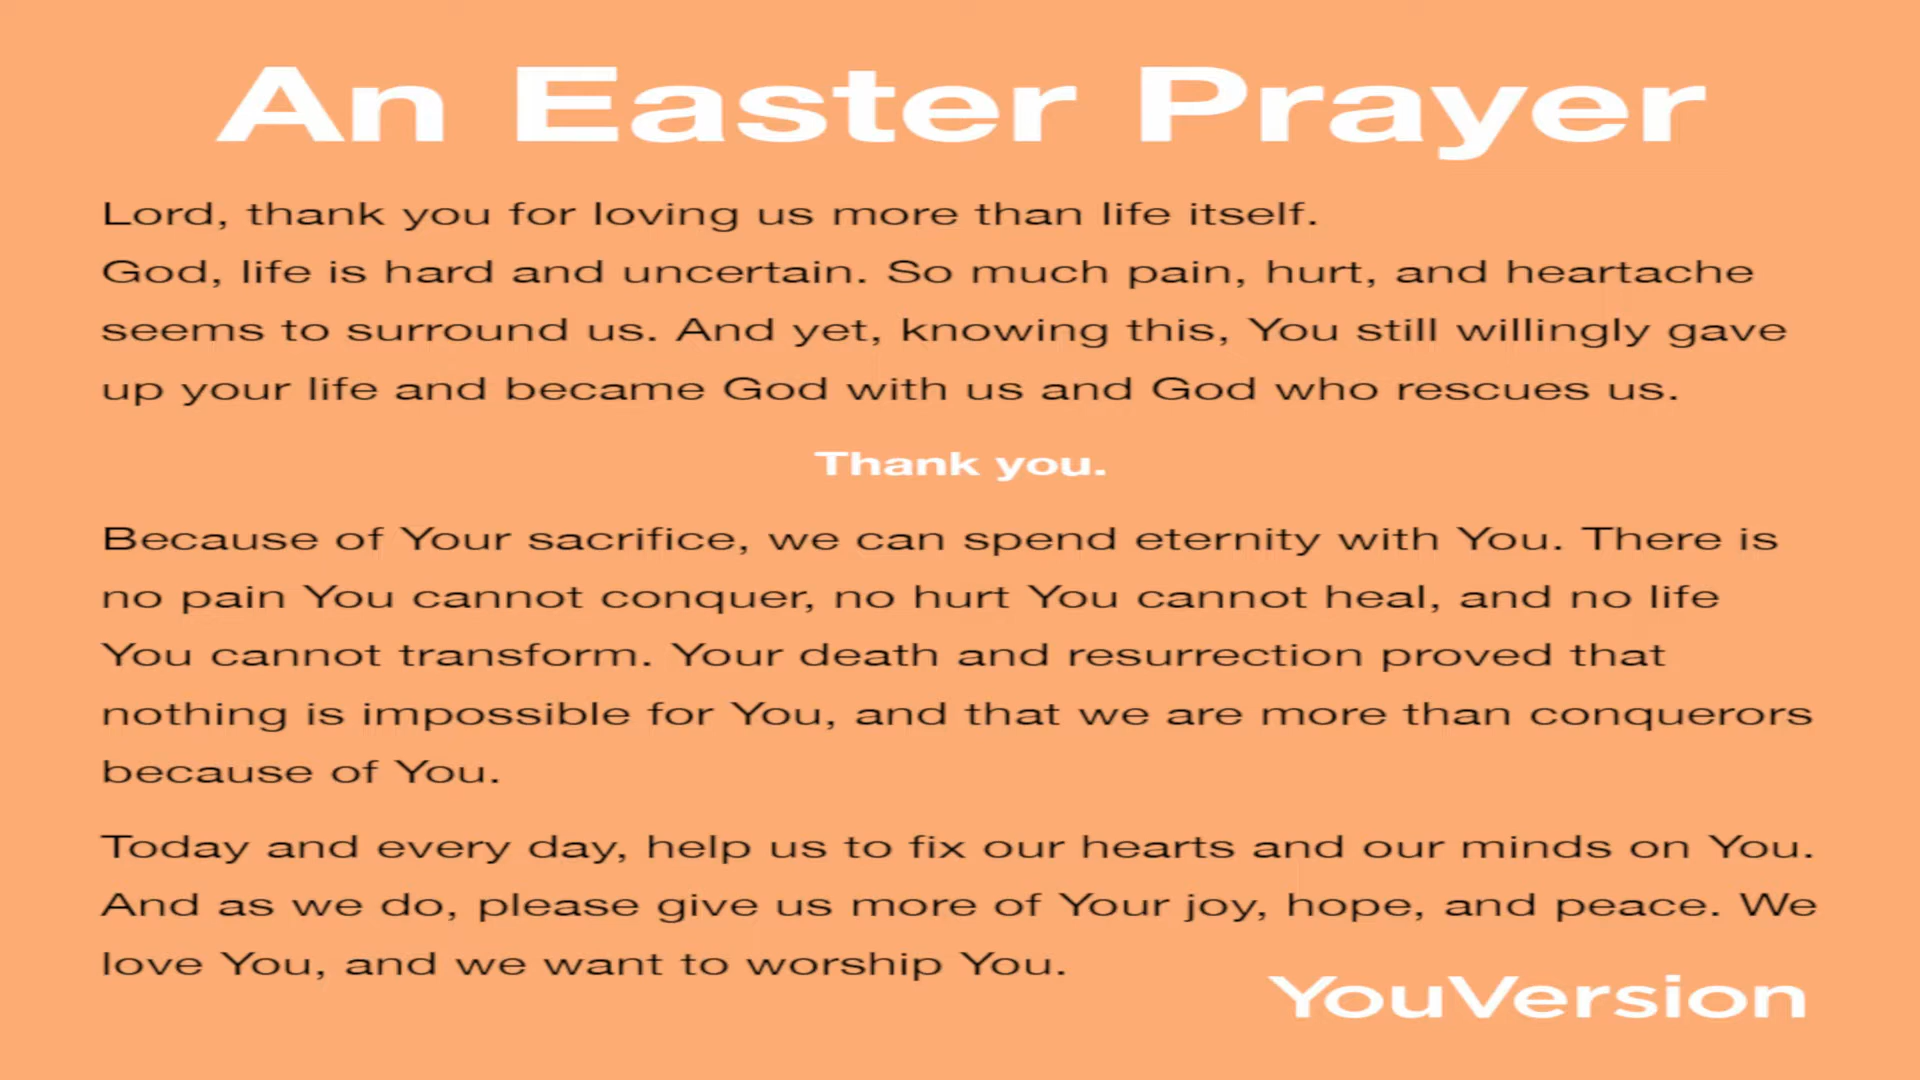 An Easter Prayer
Lord, thank you for loving us more than life itself.
God, life is hard and uncertain. So much pain, hurt, and heartache
seems to surround us. And yet, knowing this, You still willingly gave
up your life and became God with us and God who rescues us.
Thank you.
Because of Your sacrifice, we can spend eternity with You. There is
no pain You cannot conquer, no hurt You cannot heal, and no life
You cannot transform. Your death and resurrection proved that
nothing is impossible for You, and that we are more than conquerors
because of You.
Today and every day, help us to fix our hearts and our minds on You.
And as we do, please give us more of Your joy, hope, and peace. We
love You, and we want to worship You.
YouVersion